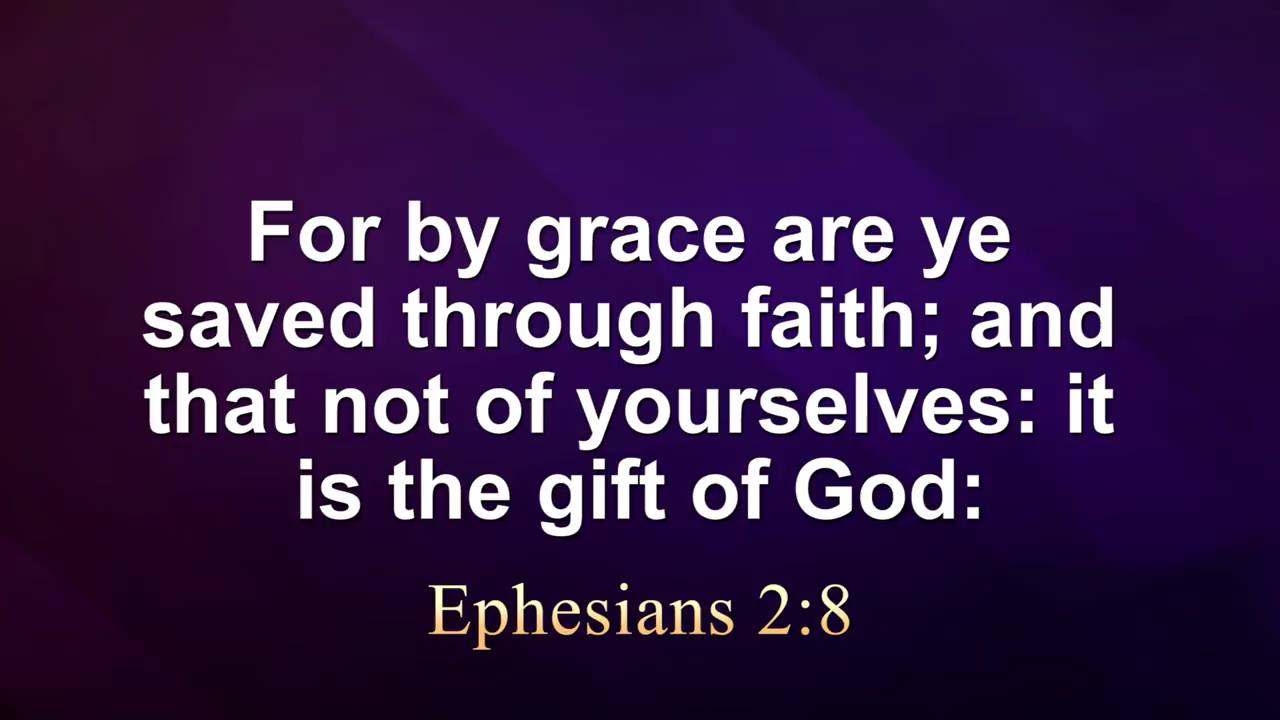 For by grace are ye
saved through faith; and
that not of yourselves: it
is the gift of God:
Ephesians 2:8